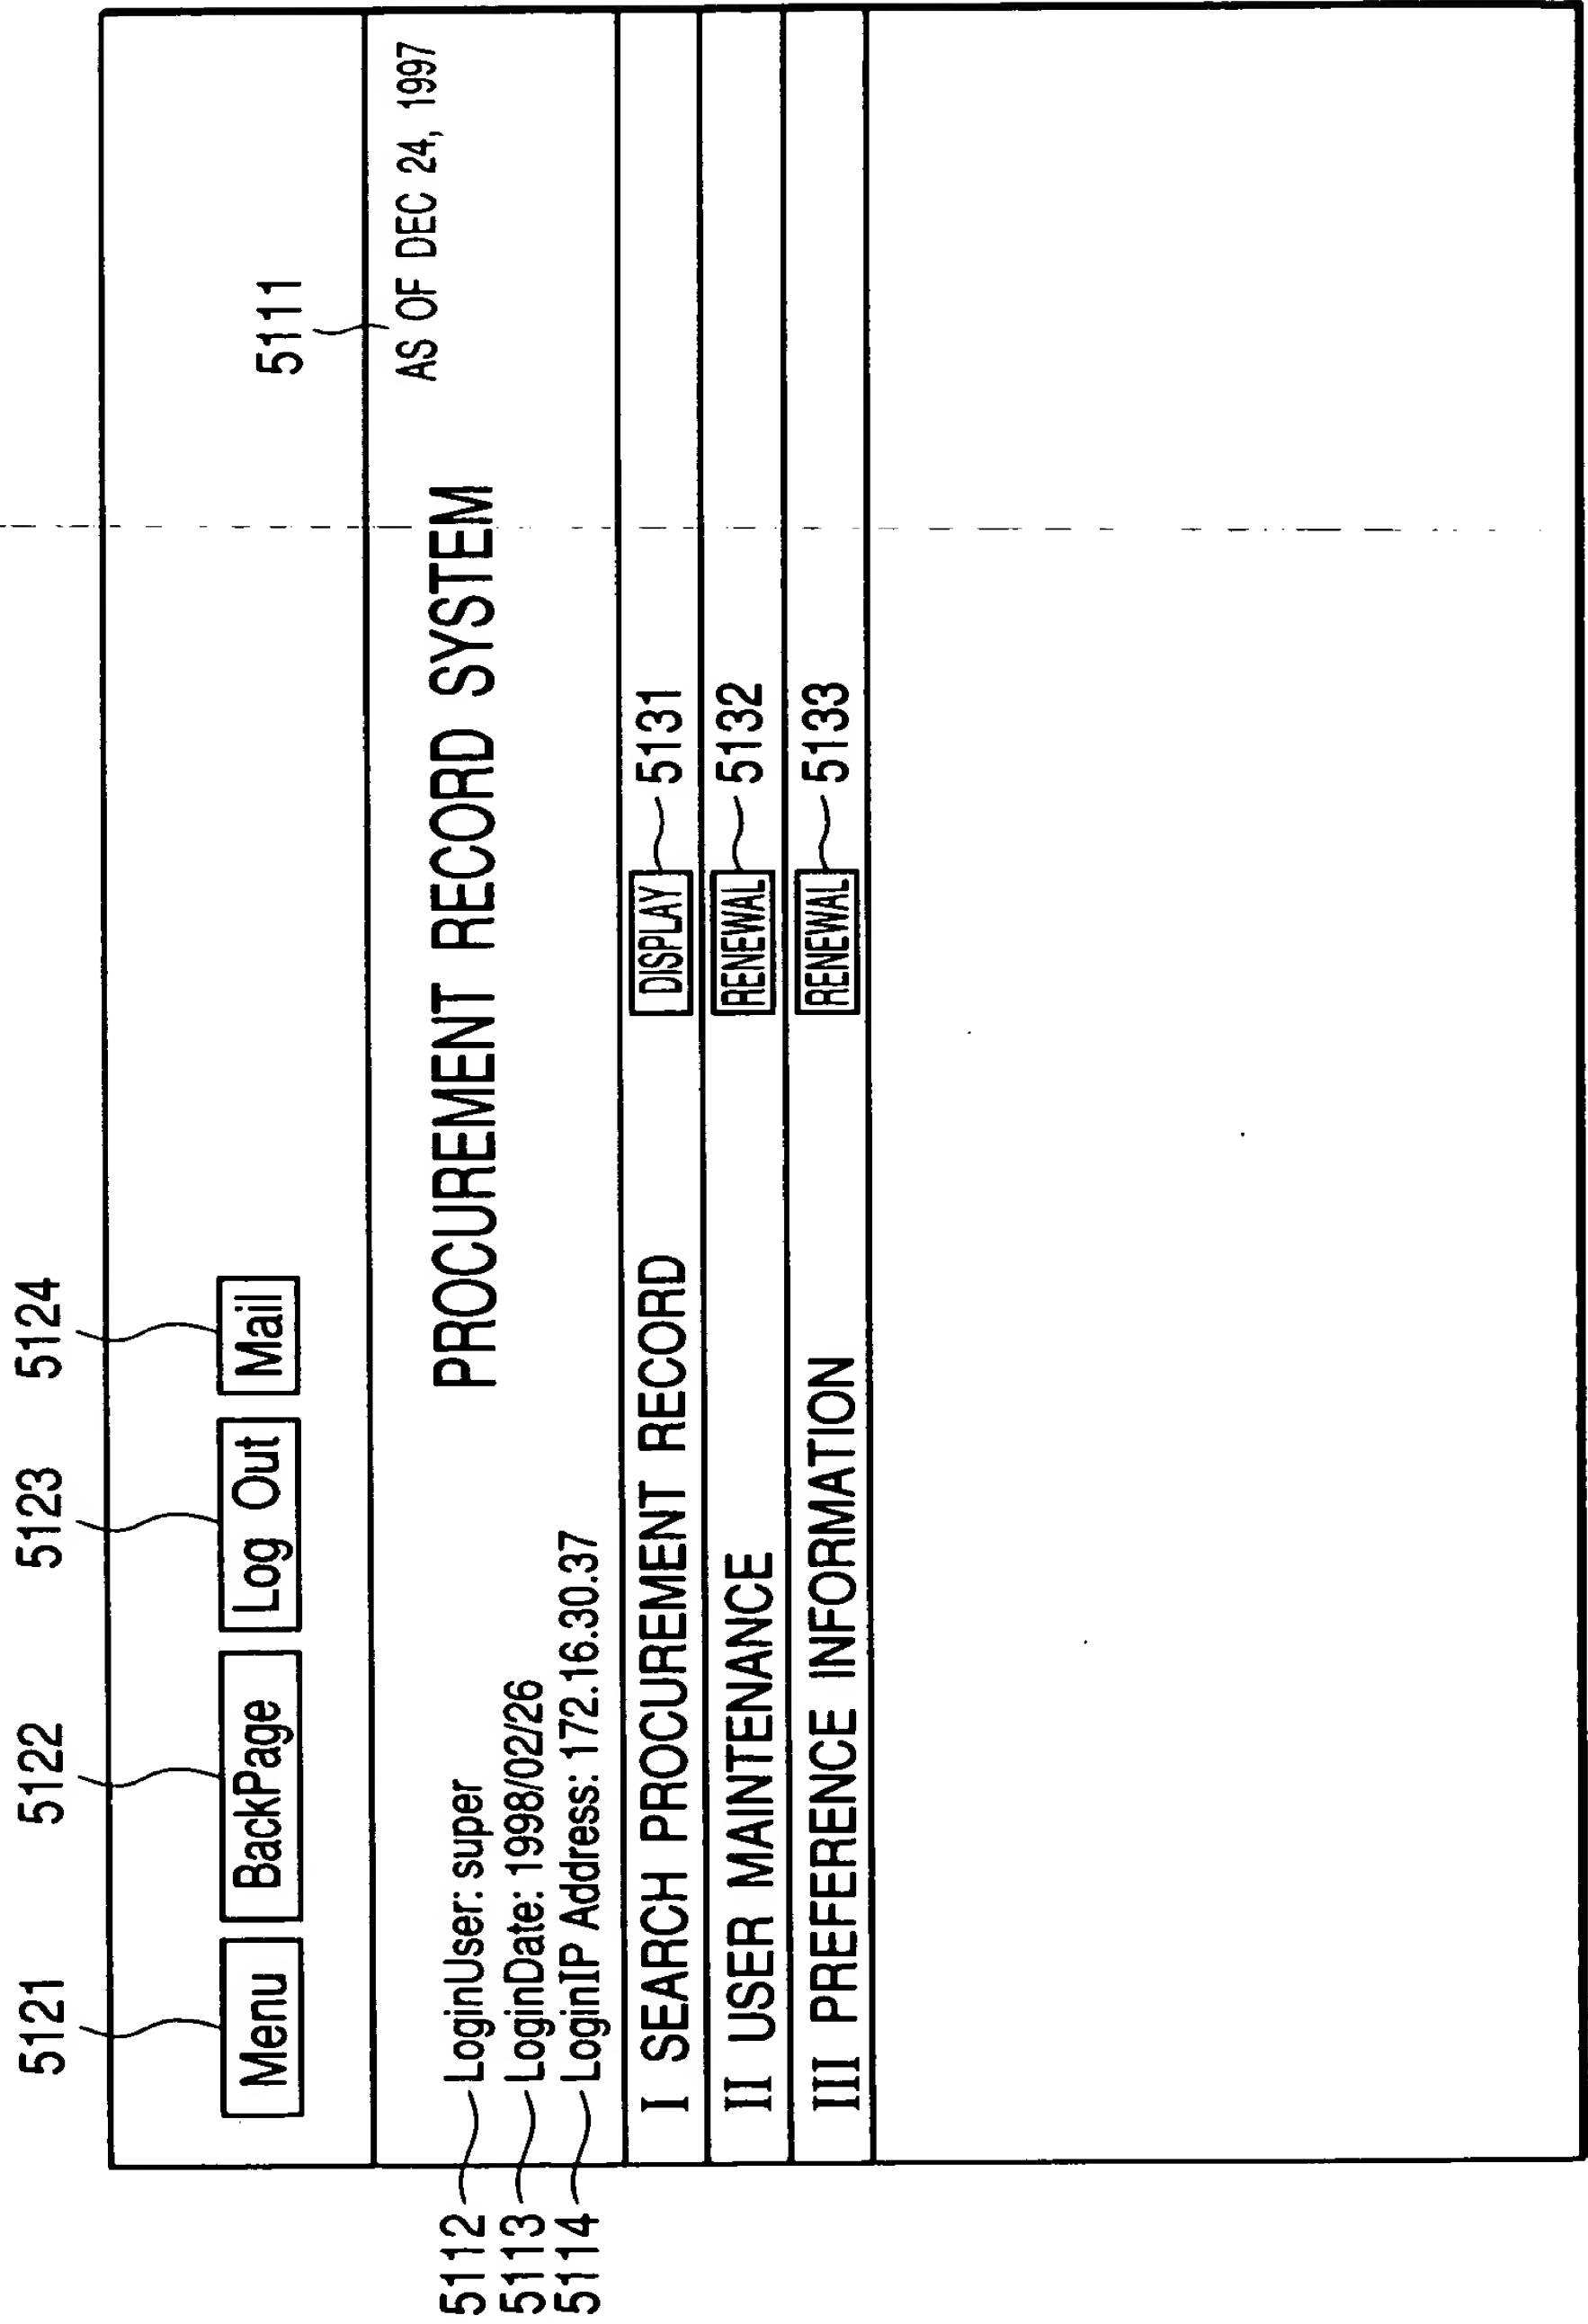 5121 5122 5123 5124
Menu BackPage Log Out Mail
5111
AS OF DEC 24, 1997
PROCUREMENT RECORD SYSTEM
5112 LoginUser: super
5113 LoginDate: 1998/02/26
5114 LoginIP Address: 172.16.30.37
I SEARCH PROCUREMENT RECORD DISPLAY 5131
II USER MAINTENANCE RENEWAL 5132
III PREFERENCE INFORMATION RENEWAL 5133